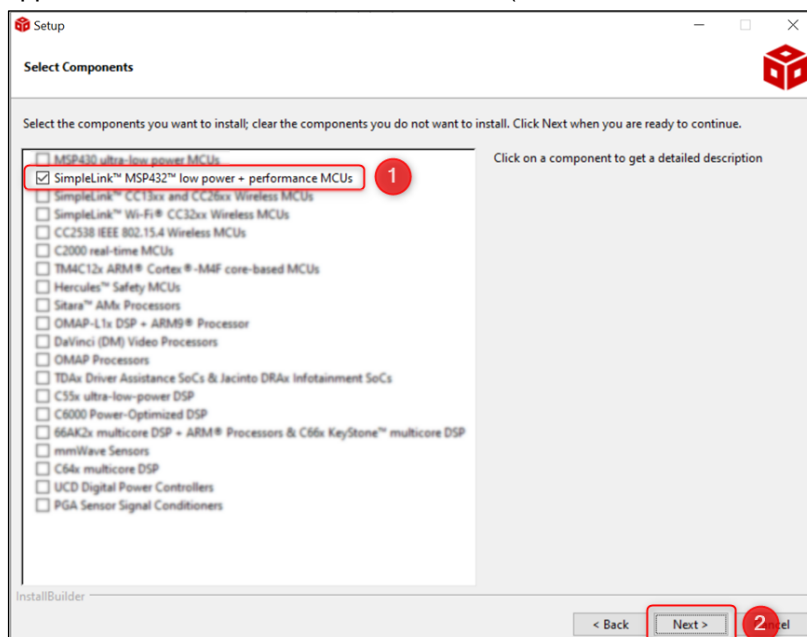 Setup
Select Components
Select the components you want to install; clear the components you do not want to install. Click Next when you are ready to continue.
MSP430 ultra-low power MCUs
SimpleLink™ MSP432™ low power + performance MCUs
1
SimpleLink™ CC13xx and CC26xx Wireless MCUs
SimpleLink™ Wi-Fi® CC32xx Wireless MCUs
CC2538 IEEE 802.15.4 Wireless MCUs
C2000 real-time MCUs
TM4C12x ARM® Cortex®-M4F core-based MCUs
Hercules™ Safety MCUs
Sitara™ AMx Processors
OMAP-L1x DSP + ARM9® Processor
DaVinci (DM) Video Processors
OMAP Processors
TDAx Driver Assistance SoCs & Jacinto DRAx Infotainment SoCs
C55x ultra-low-power DSP
C6000 Power-Optimized DSP
66AK2x multicore DSP + ARM® Processors & C66x KeyStone™ multicore DSP
mmWave Sensors
C64x multicore DSP
UCD Digital Power Controllers
PGA Sensor Signal Conditioners
Click on a component to get a detailed description
InstallBuilder
< Back
Next >
2